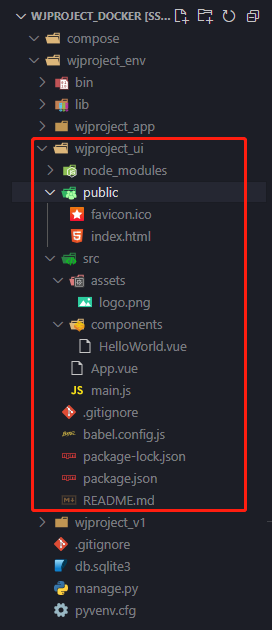 WJPROJECT_DOCKER [SS...
compose
wjproject_env
bin
lib
wjproject_app
wjproject_ui
node_modules
public
favicon.ico
index.html
src
assets
logo.png
components
HelloWorld.vue
App.vue
JS main.js
.gitignore
babel.config.js
package-lock.json
package.json
README.md
wjproject_v1
.gitignore
db.sqlite3
manage.py
pyvenv.cfg